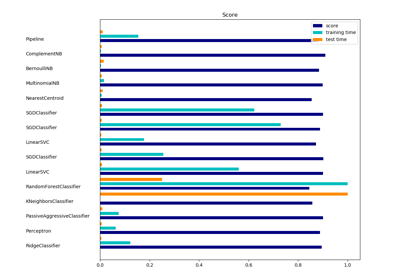 Score
score
training time
test time
Pipeline
ComplementNB
BernoulliNB
MultinomialNB
NearestCentroid
SGDClassifier
SGDClassifier
LinearSVC
SGDClassifier
LinearSVC
RandomForestClassifier
KNeighborsClassifier
PassiveAggressiveClassifier
Perceptron
RidgeClassifier
0.0 0.2 0.4 0.6 0.8 1.0